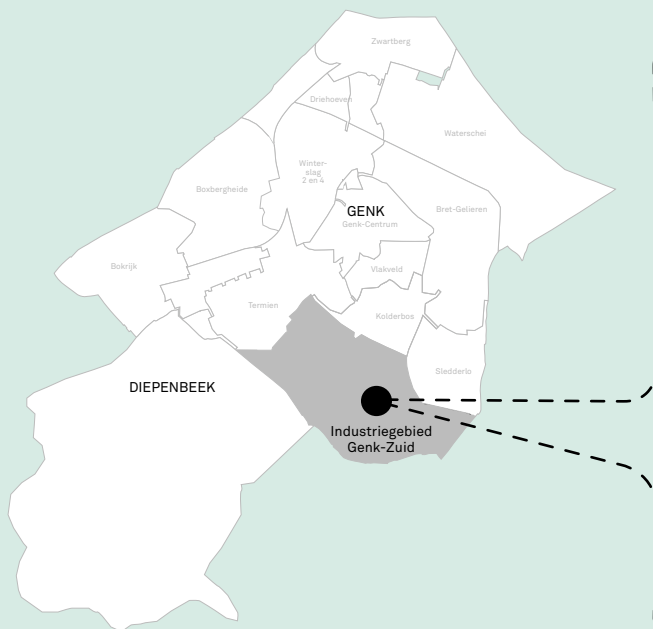 Zwartberg
Driehoeven
Waterschei
Winter-
slag
2 en 4
Boxbergheide
GENK
Genk-Centrum
Bret-Gelieren
Bokrijk
Vlakveld
Termien
Kolderbos
Sledderlo
DIEPENBEEK
Industriegebied
Genk-Zuid